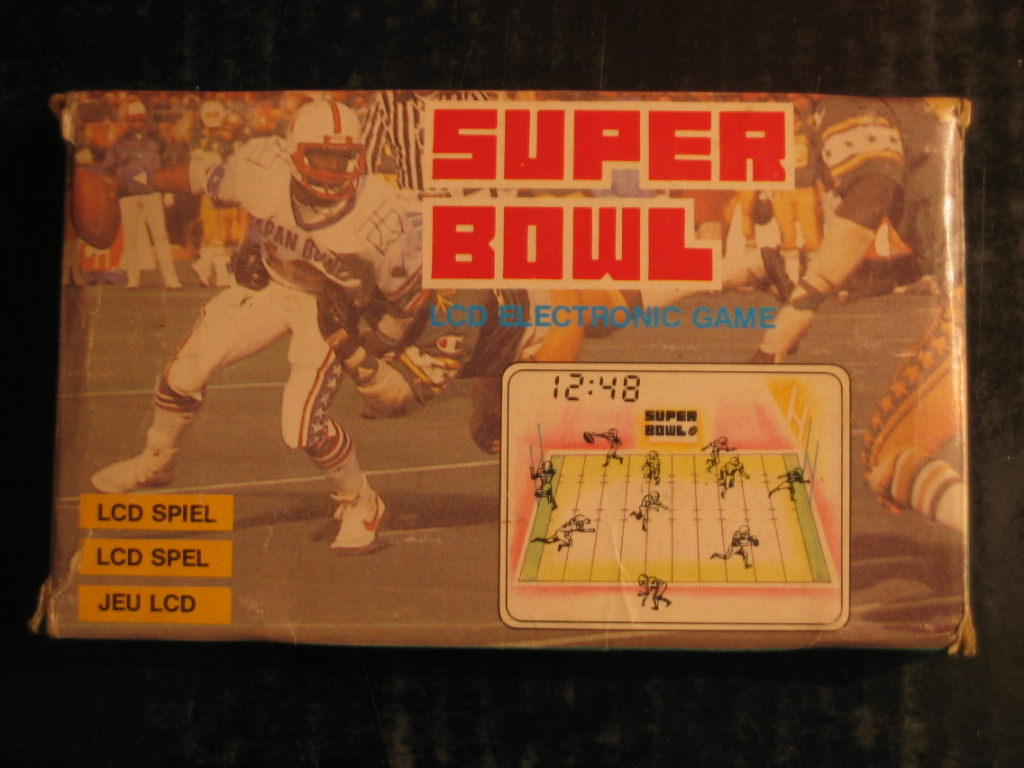 SUPER
BOWL
LCD ELECTRONIC GAME
12:48
SUPER
BOWL
LCD SPIEL
LCD SPEL
JEU LCD